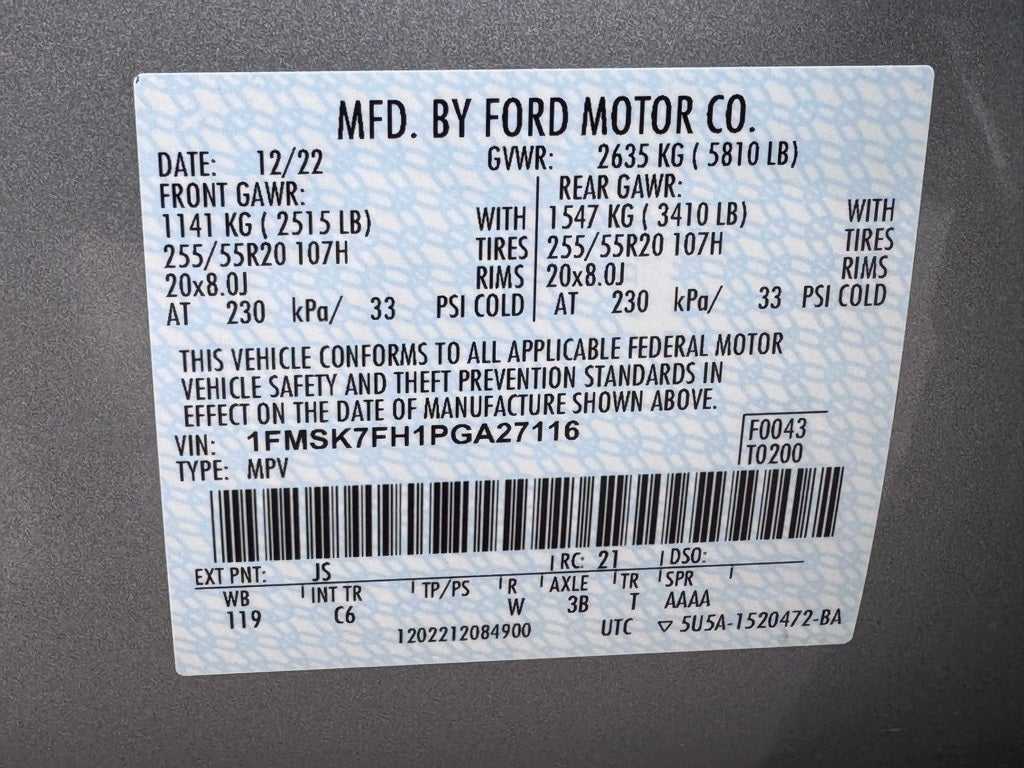 MFD. BY FORD MOTOR CO.
DATE: 12/22 GVWR: 2635 KG ( 5810 LB)
FRONT GAWR: REAR GAWR:
1141 KG ( 2515 LB) WITH 1547 KG ( 3410 LB) WITH
255/55R20 107H TIRES 255/55R20 107H TIRES
20x8.0J RIMS 20x8.0J RIMS
AT 230 kPa/ 33 PSI COLD AT 230 kPa/ 33 PSI COLD
THIS VEHICLE CONFORMS TO ALL APPLICABLE FEDERAL MOTOR
VEHICLE SAFETY AND THEFT PREVENTION STANDARDS IN
EFFECT ON THE DATE OF MANUFACTURE SHOWN ABOVE.
VIN: 1FMSK7FH1PGA27116 F0043
TYPE: MPV T0200
EXT PNT: JS RC: 21 DSO:
WB INT TR TP/PS R AXLE TR SPR
119 C6 W 3B T AAAA
1202212084900 UTC ▽ 5U5A-1520472-BA